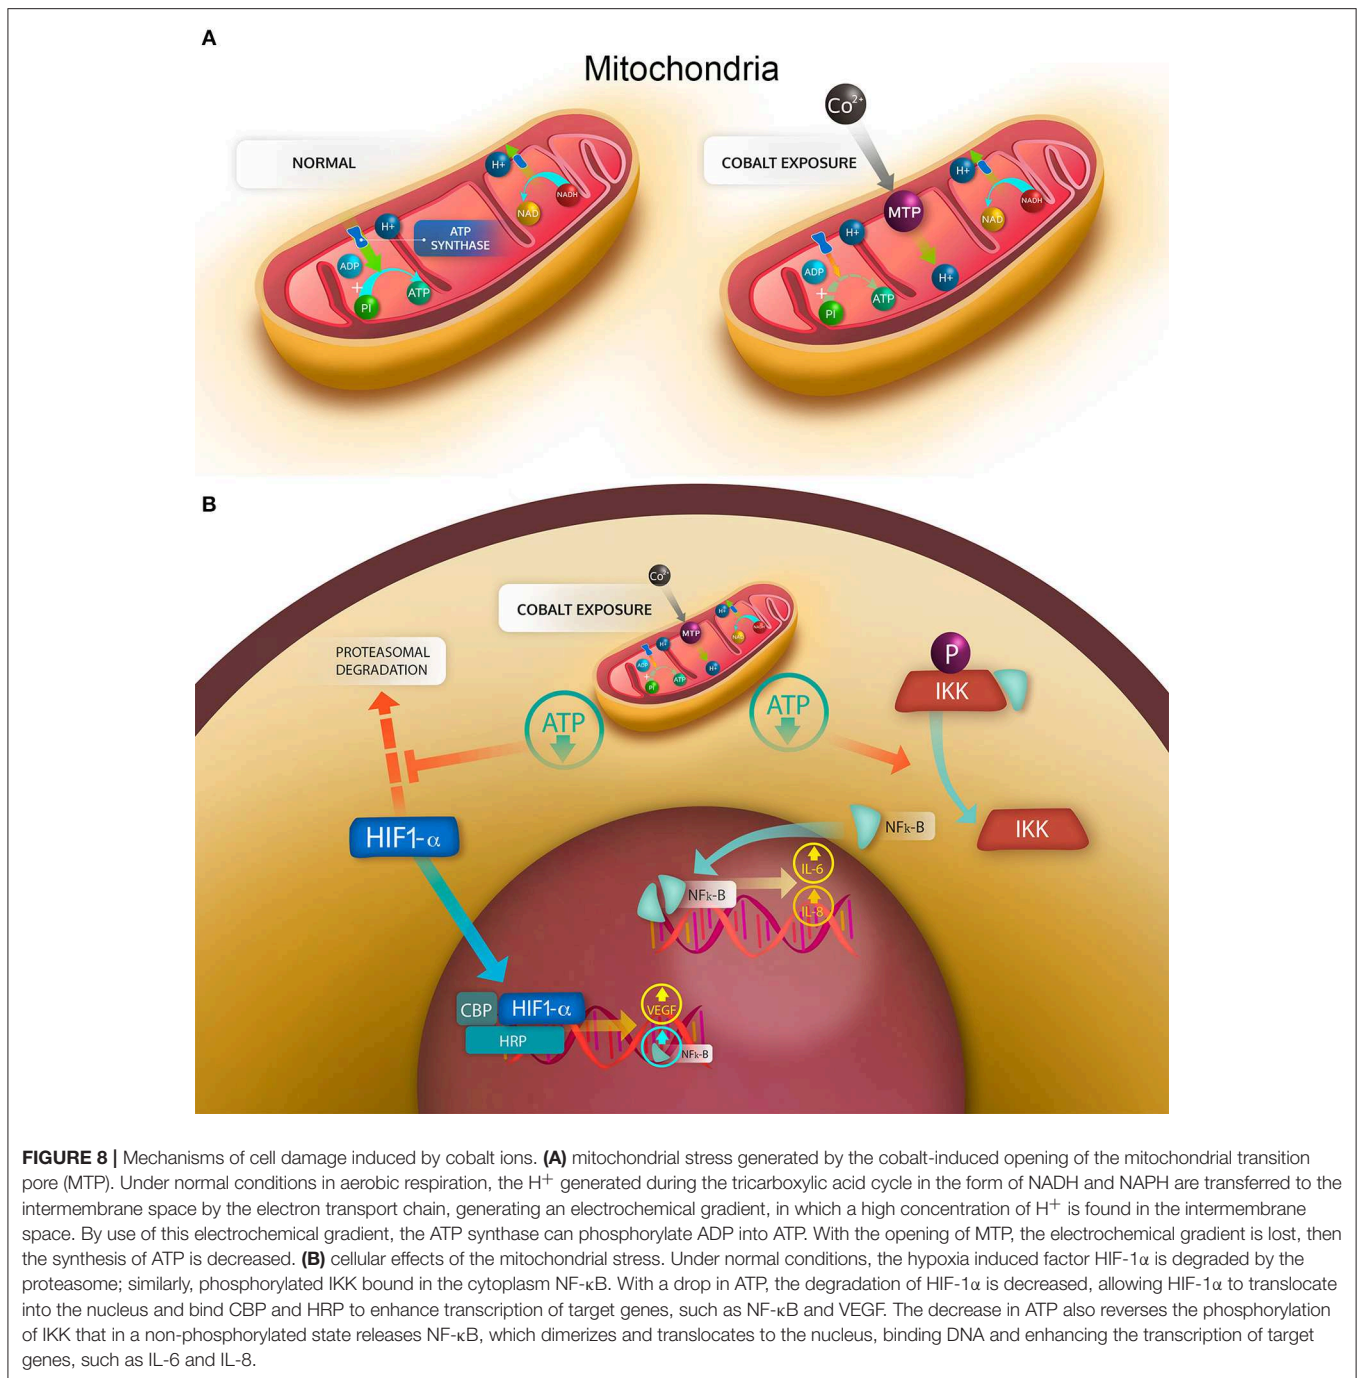 A
Mitochondria
NORMAL
H+
NADH
NAD
H+
ATP
SYNTHASE
ADP
+
PI
ATP
Co2+
COBALT EXPOSURE
MTP
H+
NADH
NAD
H+
H+
ADP
+
PI
ATP
B
Co2+
COBALT EXPOSURE
MTP
H+
NADH
NAD
H+
H+
ADP
+
PI
ATP
PROTEASOMAL
DEGRADATION
ATP
ATP
P
IKK
HIF1-α
NFk-B
IKK
IL-6
NFk-B
IL-8
CBP
HIF1-α
HRP
VEGF
NFk-B
FIGURE 8 | Mechanisms of cell damage induced by cobalt ions. (A) mitochondrial stress generated by the cobalt-induced opening of the mitochondrial transition
pore (MTP). Under normal conditions in aerobic respiration, the H+ generated during the tricarboxylic acid cycle in the form of NADH and NAPH are transferred to the
intermembrane space by the electron transport chain, generating an electrochemical gradient, in which a high concentration of H+ is found in the intermembrane
space. By use of this electrochemical gradient, the ATP synthase can phosphorylate ADP into ATP. With the opening of MTP, the electrochemical gradient is lost, then
the synthesis of ATP is decreased. (B) cellular effects of the mitochondrial stress. Under normal conditions, the hypoxia induced factor HIF-1α is degraded by the
proteasome; similarly, phosphorylated IKK bound in the cytoplasm NF-κB. With a drop in ATP, the degradation of HIF-1α is decreased, allowing HIF-1α to translocate
into the nucleus and bind CBP and HRP to enhance transcription of target genes, such as NF-κB and VEGF. The decrease in ATP also reverses the phosphorylation
of IKK that in a non-phosphorylated state releases NF-κB, which dimerizes and translocates to the nucleus, binding DNA and enhancing the transcription of target
genes, such as IL-6 and IL-8.